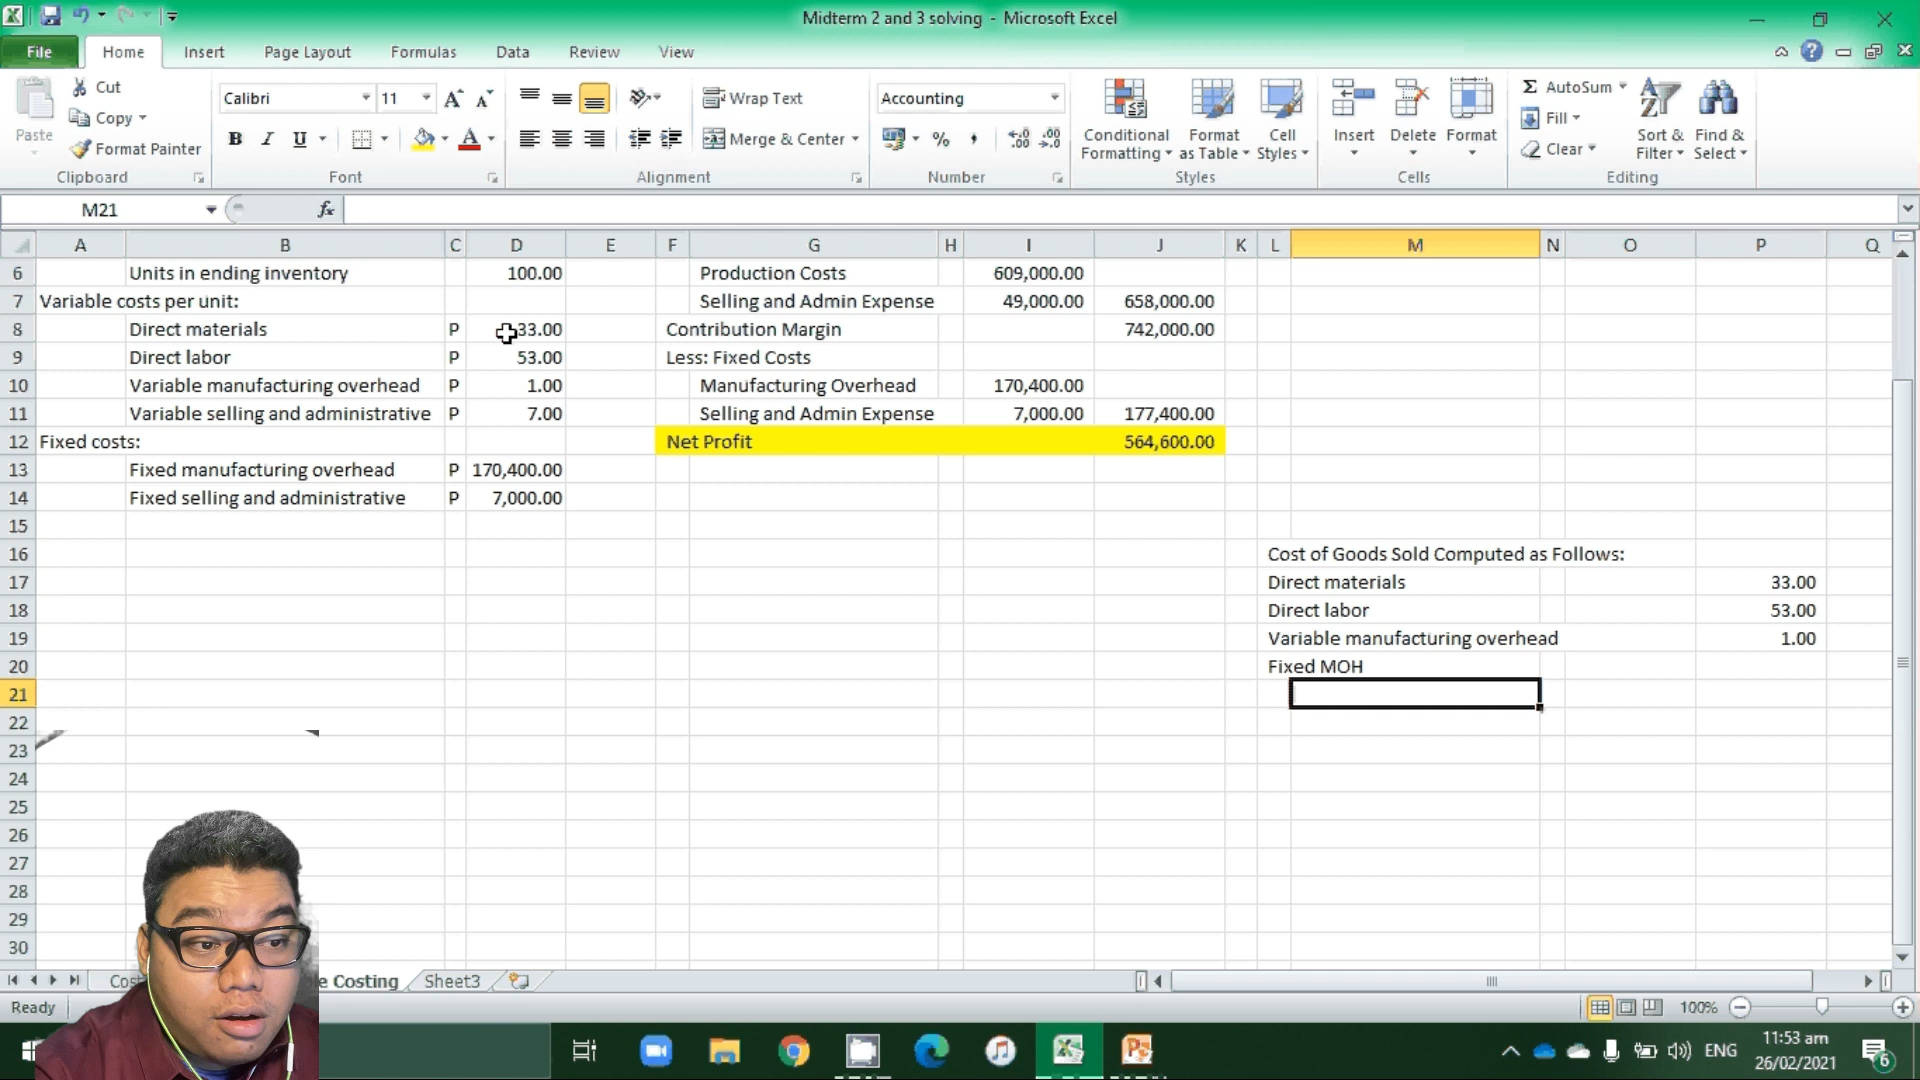 Midterm 2 and 3 solving - Microsoft Excel
File Home Insert Page Layout Formulas Data Review View
Paste Cut Copy Format Painter
Calibri 11 B I U
Wrap Text Merge & Center
Accounting % ,
Conditional Formatting Format as Table Cell Styles
Insert Delete Format
Σ AutoSum Fill Clear Sort & Filter Find & Select
Clipboard Font Alignment Number Styles Cells Editing
M21 fx
A B C D E F G H I J K L M N O P Q
6 Units in ending inventory 100.00 Production Costs 609,000.00
7 Variable costs per unit: Selling and Admin Expense 49,000.00 658,000.00
8 Direct materials P 33.00 Contribution Margin 742,000.00
9 Direct labor P 53.00 Less: Fixed Costs
10 Variable manufacturing overhead P 1.00 Manufacturing Overhead 170,400.00
11 Variable selling and administrative P 7.00 Selling and Admin Expense 7,000.00 177,400.00
12 Fixed costs: Net Profit 564,600.00
13 Fixed manufacturing overhead P 170,400.00
14 Fixed selling and administrative P 7,000.00
15
16 Cost of Goods Sold Computed as Follows:
17 Direct materials 33.00
18 Direct labor 53.00
19 Variable manufacturing overhead 1.00
20 Fixed MOH
21
22
23
24
25
26
27
28
29
30
Costing Sheet3
Ready 100%
ENG 11:53 am
26/02/2021 6